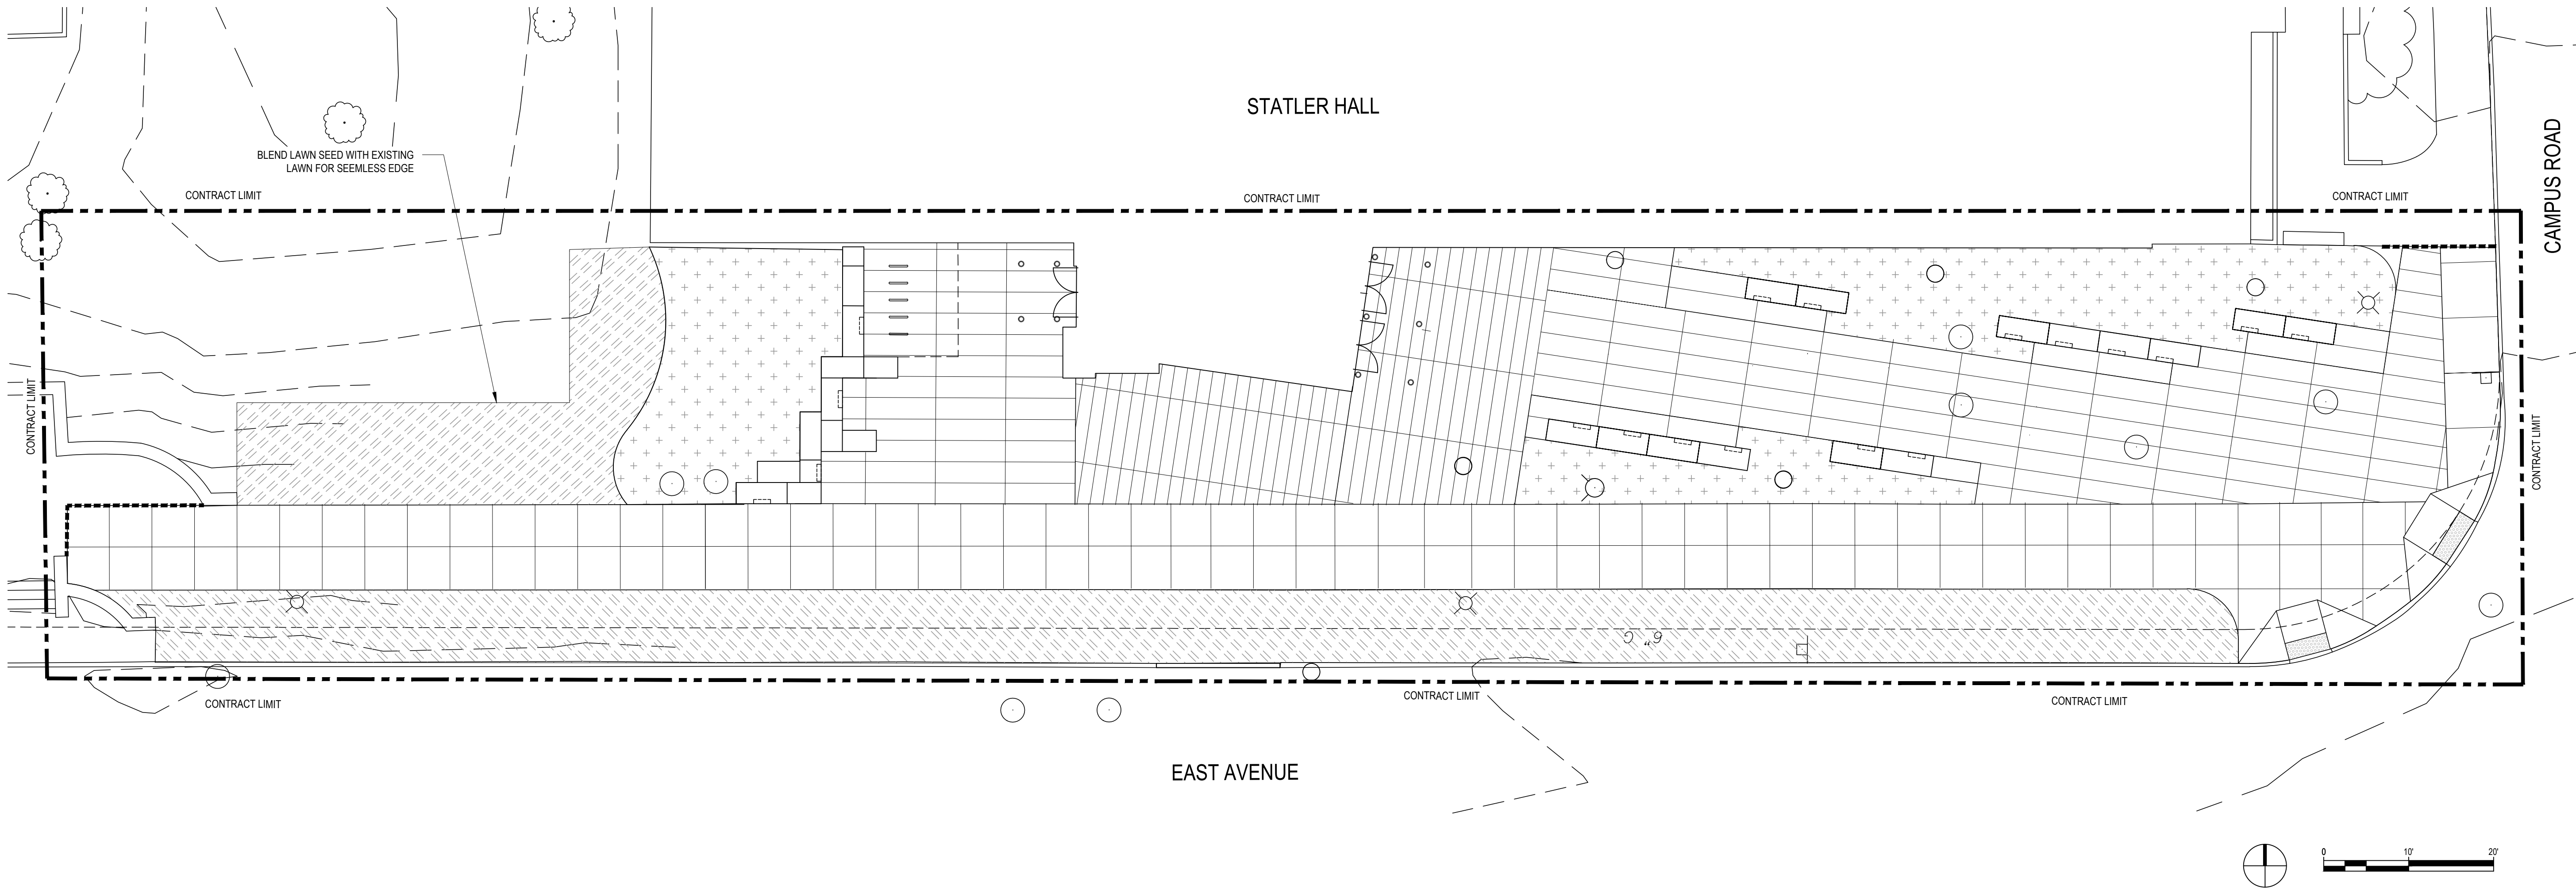 STATLER HALL
CAMPUS ROAD
BLEND LAWN SEED WITH EXISTING
LAWN FOR SEEMLESS EDGE
CONTRACT LIMIT
CONTRACT LIMIT
CONTRACT LIMIT
CONTRACT LIMIT
CONTRACT LIMIT
CONTRACT LIMIT
CONTRACT LIMIT
CONTRACT LIMIT
EAST AVENUE
0 10' 20'